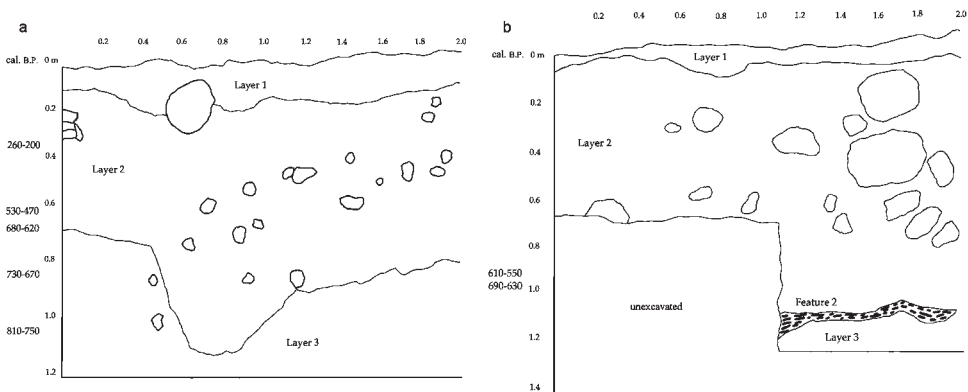 a
0.2 0.4 0.6 0.8 1.0 1.2 1.4 1.6 1.8 2.0
cal. B.P. 0 m
Layer 1
0.2
260-200
0.4
Layer 2
530-470
0.6
680-620
730-670
0.8
1.0
810-750
Layer 3
1.2
b
0.2 0.4 0.6 0.8 1.0 1.1 1.4 1.6 1.8 2.0
cal. B.P. 0 m
Layer 1
0.2
0.4
Layer 2
0.6
0.8
610-550
690-630
1.0
unexcavated
Feature 2
1.2
Layer 3
1.4